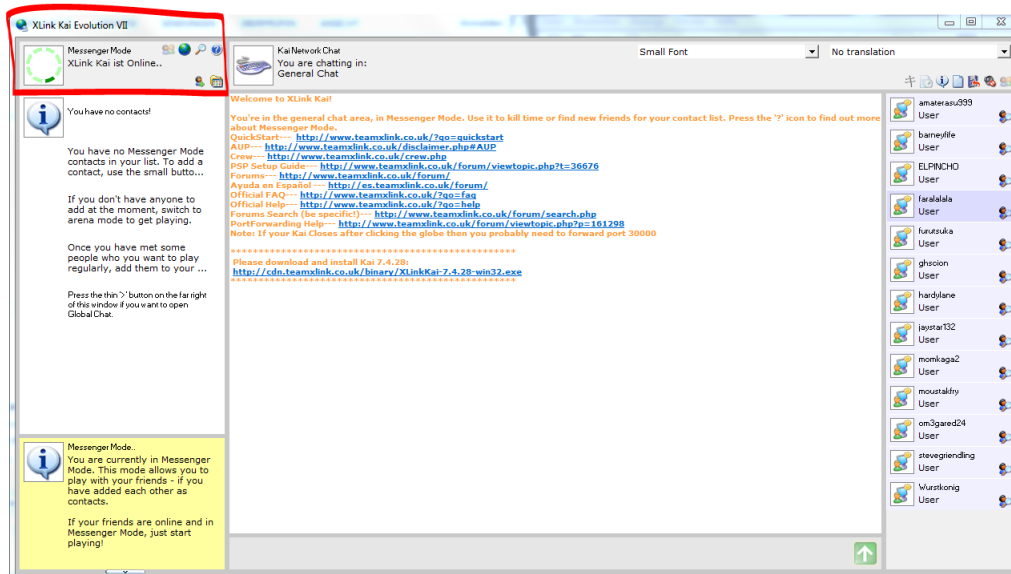 XLink Kai Evolution VII
Messenger Mode
XLink Kai ist Online..
Kai Network Chat
You are chatting in:
General Chat
Small Font
No translation
You have no contacts!
You have no Messenger Mode
contacts in your list. To add a
contact, use the small butto...
If you don't have anyone to
add at the moment, switch to
arena mode to get playing.
Once you have met some
people who you want to play
regularly, add them to your ...
Press the thin '>' button on the far right
of this window if you want to open
Global Chat.
Messenger Mode..
You are currently in Messenger
Mode. This mode allows you to
play with your friends - if you
have added each other as
contacts.
If your friends are online and in
Messenger Mode, just start
playing!
Welcome to XLink Kai!
You're in the general chat area, in Messenger Mode. Use it to kill time or find new friends for your contact list. Press the '?' icon to find out more
about Messenger Mode.
QuickStart--- http://www.teamxlink.co.uk/?go=quickstart
AUP--- http://www.teamxlink.co.uk/disclaimer.php#AUP
Crew--- http://www.teamxlink.co.uk/crew.php
PSP Setup Guide--- http://www.teamxlink.co.uk/forum/viewtopic.php?t=36676
Forums--- http://www.teamxlink.co.uk/forum/
Ayuda en Español --- http://es.teamxlink.co.uk/forum/
Official FAQ--- http://www.teamxlink.co.uk/?go=faq
Official Help--- http://www.teamxlink.co.uk/?go=help
Forums Search (be specific!)--- http://www.teamxlink.co.uk/forum/search.php
PortForwarding Help--- http://www.teamxlink.co.uk/forum/viewtopic.php?p=161298
Note: If your Kai Closes after clicking the globe then you probably need to forward port 30000
**************************************************
Please download and install Kai 7.4.28:
http://cdn.teamxlink.co.uk/binary/XLinkKai-7.4.28-win32.exe
**************************************************
amaterasu999
User
barneyfife
User
ELPINCHO
User
faralalala
User
furutsuka
User
ghscion
User
hardylane
User
jaystar132
User
momkaga2
User
moustakfry
User
om3gared24
User
stevegriendling
User
Wurstkonig
User